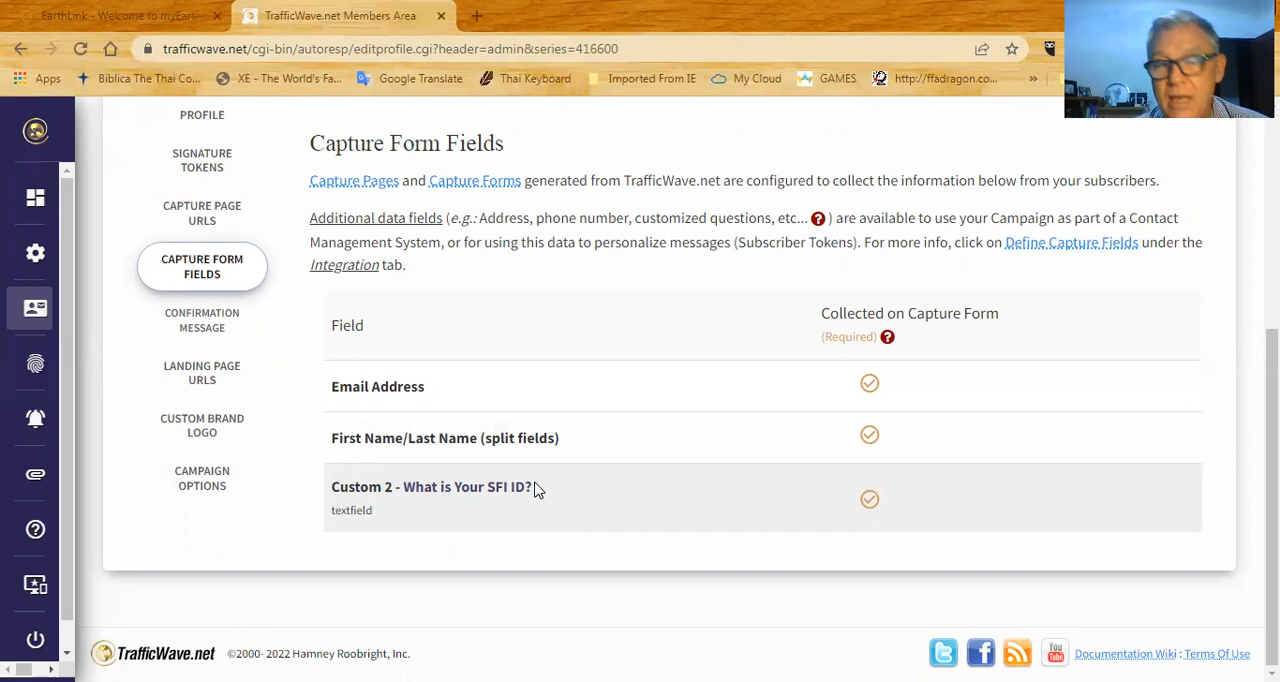 EarthLink - Welcome to myEarth
TrafficWave.net Members Area
trafficwave.net/cgi-bin/autoresp/editprofile.cgi?header=admin&series=416600
Apps
Biblica The Thai Co...
XE - The World's Fa...
Google Translate
Thai Keyboard
Imported From IE
My Cloud
GAMES
http://ffadragon.co...
»
PROFILE
SIGNATURE
TOKENS
CAPTURE PAGE
URLS
CAPTURE FORM
FIELDS
CONFIRMATION
MESSAGE
LANDING PAGE
URLS
CUSTOM BRAND
LOGO
CAMPAIGN
OPTIONS
Capture Form Fields
Capture Pages and Capture Forms generated from TrafficWave.net are configured to collect the information below from your subscribers.
Additional data fields (e.g.: Address, phone number, customized questions, etc... ? ) are available to use your Campaign as part of a Contact
Management System, or for using this data to personalize messages (Subscriber Tokens). For more info, click on Define Capture Fields under the
Integration tab.
Field
Collected on Capture Form
(Required) ?
Email Address
First Name/Last Name (split fields)
Custom 2 - What is Your SFI ID?
textfield
TrafficWave.net
©2000- 2022 Hamney Roobright, Inc.
You
Tube
Documentation Wiki : Terms Of Use